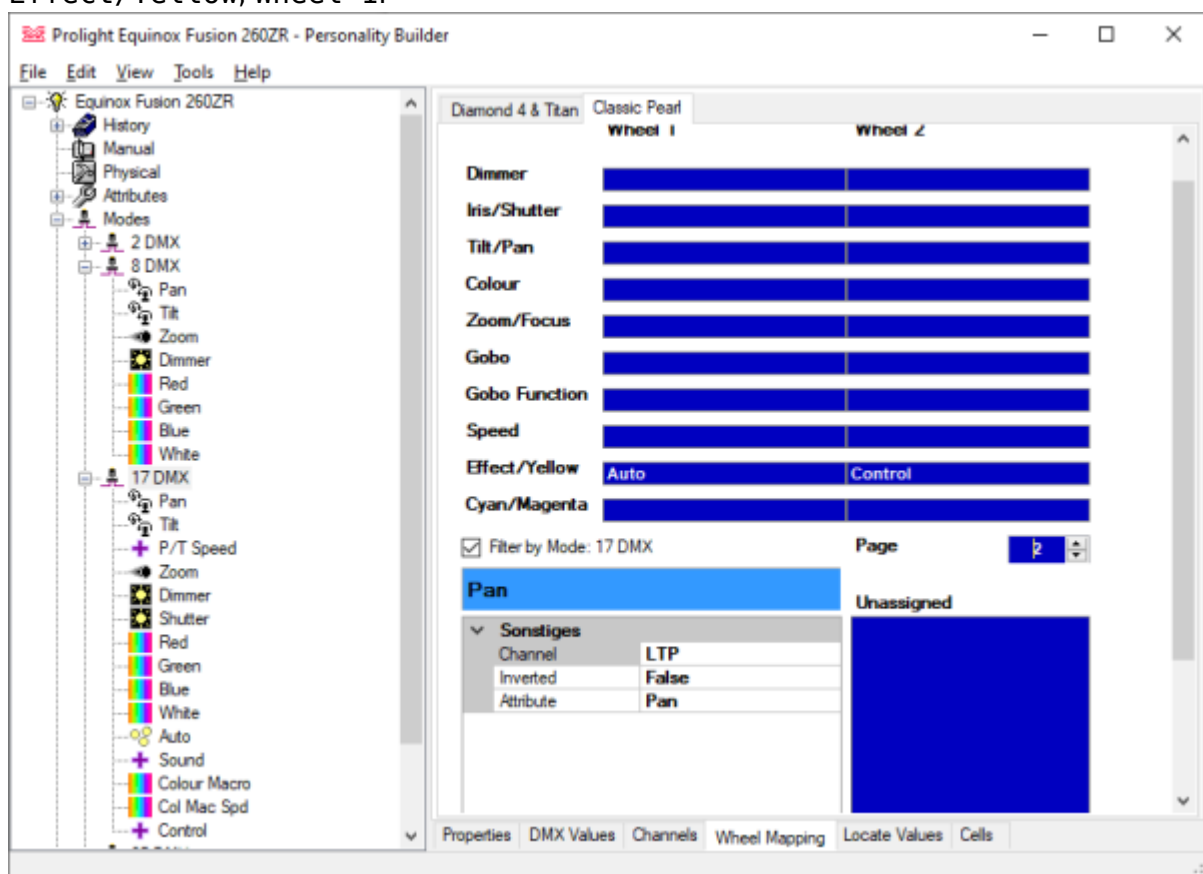 Effect/Yellow, Wheel 1.
Prolight Equinox Fusion 260ZR - Personality Builder
File Edit View Tools Help
Equinox Fusion 260ZR
History
Manual
Physical
Attributes
Modes
2 DMX
8 DMX
Pan
Tilt
Zoom
Dimmer
Red
Green
Blue
White
17 DMX
Pan
Tilt
P/T Speed
Zoom
Dimmer
Shutter
Red
Green
Blue
White
Auto
Sound
Colour Macro
Col Mac Spd
Control
Diamond 4 & Titan Classic Pearl
Wheel 1 Wheel 2
Dimmer
Iris/Shutter
Tilt/Pan
Colour
Zoom/Focus
Gobo
Gobo Function
Speed
Effect/Yellow Auto Control
Cyan/Magenta
Filter by Mode: 17 DMX Page 2
Pan
Unassigned
Sonstiges
Channel LTP
Inverted False
Attribute Pan
Properties DMX Values Channels Wheel Mapping Locate Values Cells